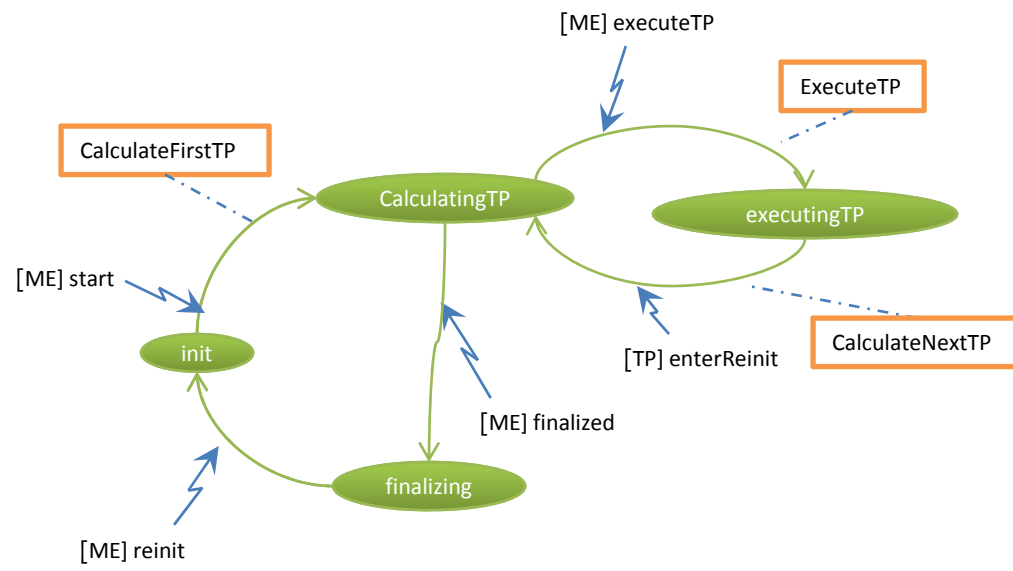 [ME] executeTP
ExecuteTP
CalculateFirstTP
CalculatingTP
executingTP
[ME] start
init
CalculateNextTP
[TP] enterReinit
[ME] finalized
finalizing
[ME] reinit